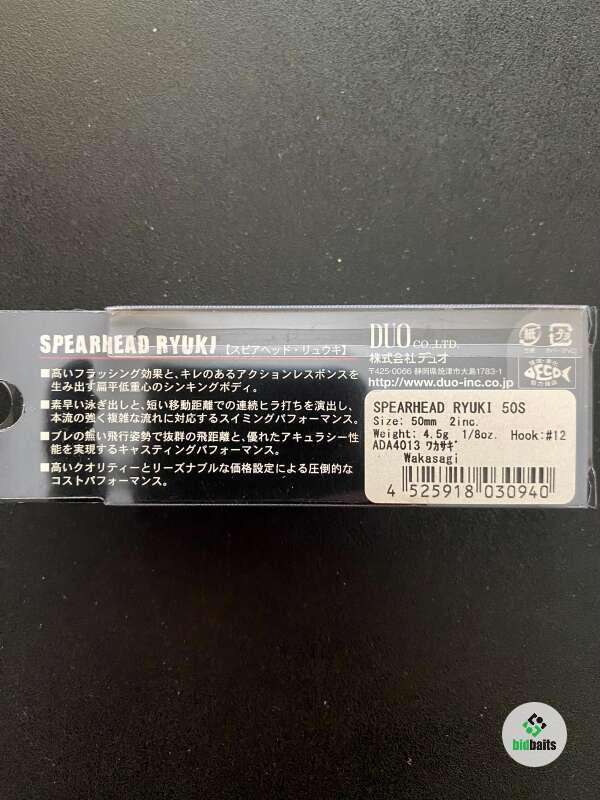 SPEARHEAD RYUKI【スピアヘッド・リュウキ】
■高いフラッシング効果と、キレのあるアクションレスポンスを
生み出す扁平低重心のシンキングボディ。
■素早い泳ぎ出しと、短い移動距離での連続ヒラ打ちを演出し、
本流の強く複雑な流れに対応するスイミングパフォーマンス。
■ブレの無い飛行姿勢で抜群の飛距離と、優れたアキュラシー性
能を実現するキャスティングパフォーマンス。
■高いクオリティーとリーズナブルな価格設定による圧倒的な
コストパフォーマンス。
DUO CO.,LTD.
株式会社デュオ
〒425-0066 静岡県焼津市大島1783-1
http://www.duo-inc.co.jp
紙
プラ
ECO
SPEARHEAD RYUKI 50S
Size: 50mm 2inc.
Weight: 4.5g 1/8oz. Hook:#12
ADA4013 ワカサギ
Wakasagi
4 525918 030940
bidbaits